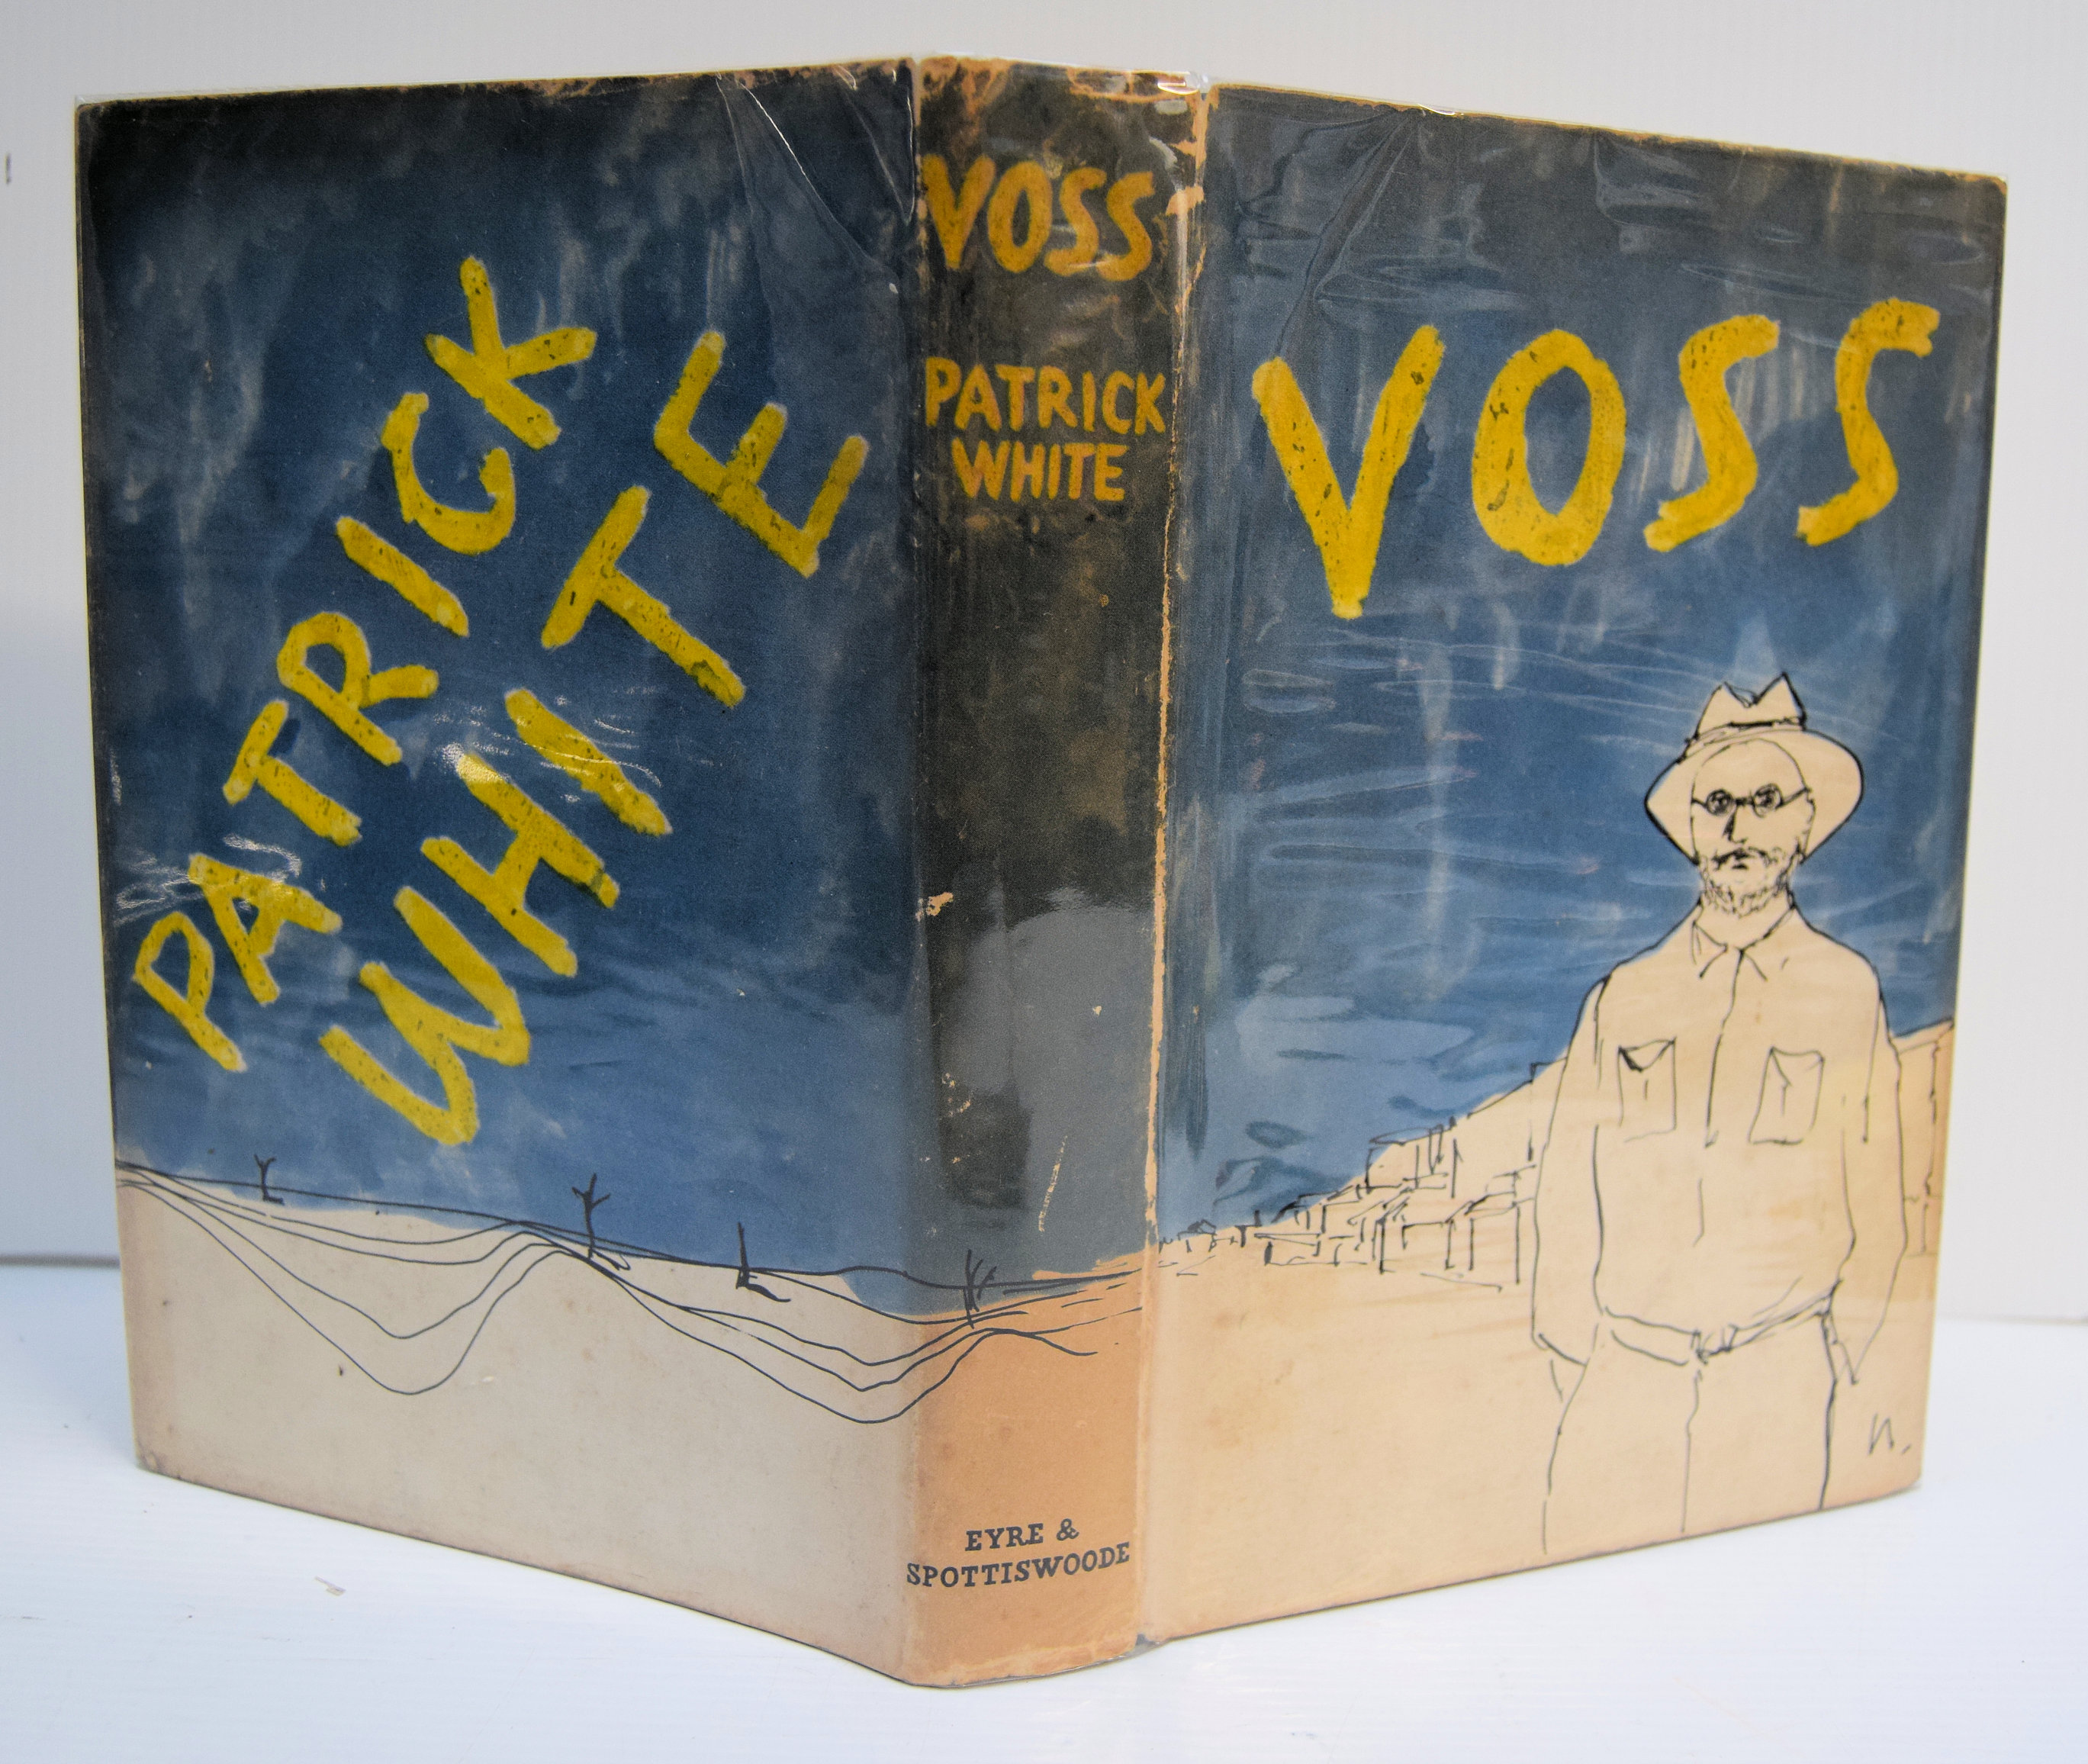 PATRICK
WHITE
VOSS
PATRICK
WHITE
EYRE &
SPOTTISWOODE
VOSS
N.